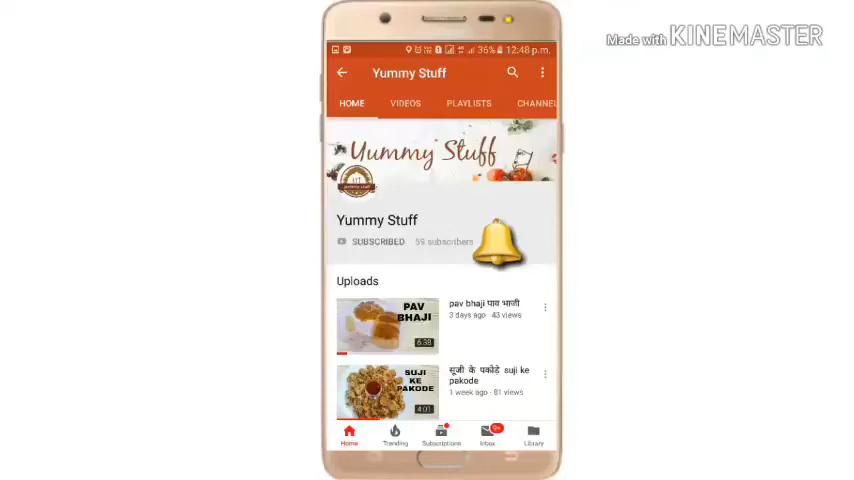 Made with KINEMASTER
36% 12:48 p.m.
Yummy Stuff
HOME VIDEOS PLAYLISTS CHANNEL
Yummy Stuff
Yummy Stuff
SUBSCRIBED 59 subscribers
Uploads
PAV
BHAJI
6:38
pav bhaji पाव भाजी
3 days ago · 43 views
SUJI
KE
PAKODE
4:01
सूजी के पकोड़े suji ke
pakode
1 week ago · 81 views
Home Trending Subscriptions Inbox 9+ Library